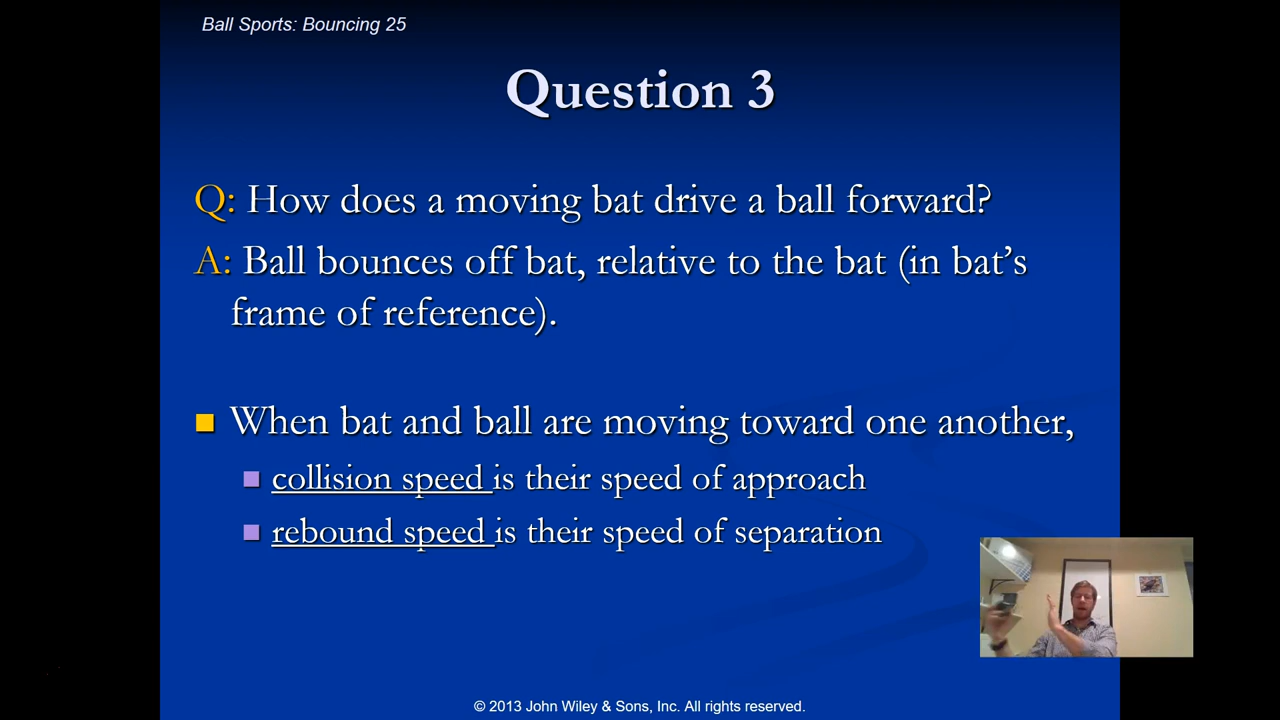 Ball Sports: Bouncing 25
Question 3
Q: How does a moving bat drive a ball forward?
A: Ball bounces off bat, relative to the bat (in bat’s
frame of reference).
When bat and ball are moving toward one another,
collision speed is their speed of approach
rebound speed is their speed of separation
© 2013 John Wiley & Sons, Inc. All rights reserved.